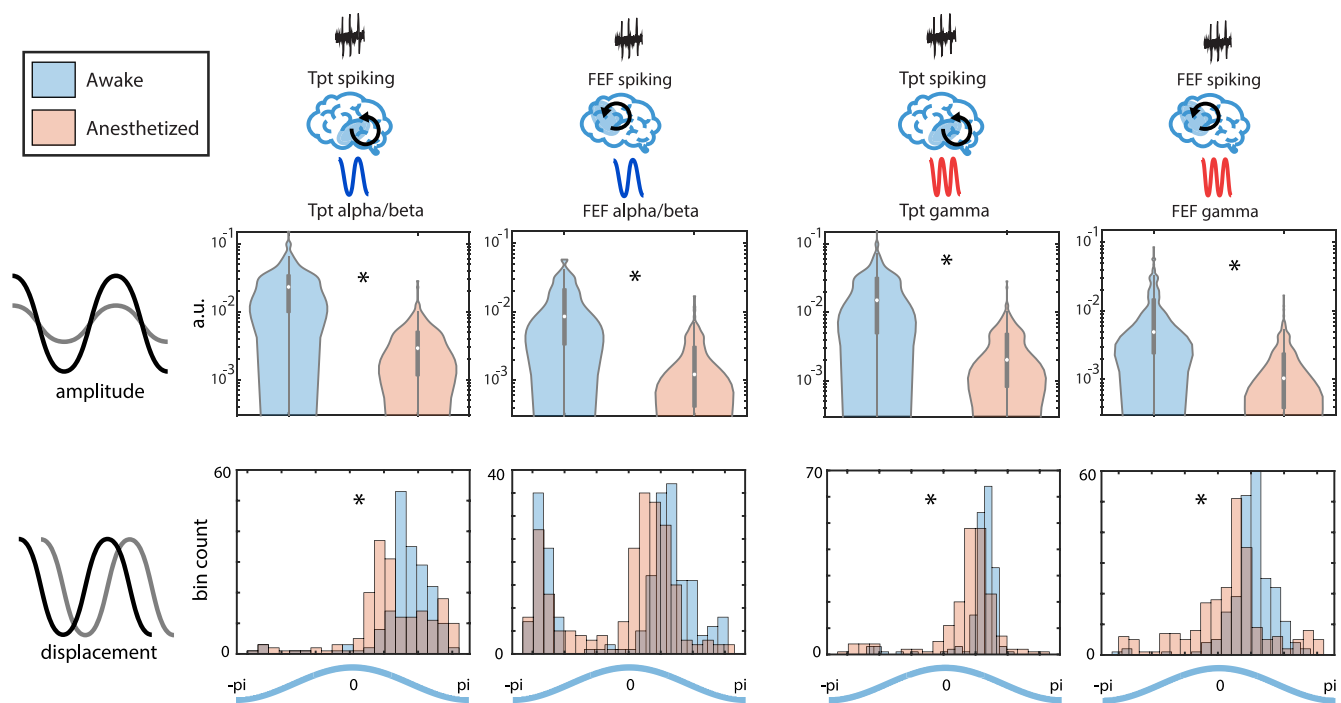 Awake
Anesthetized
Tpt spiking
FEF spiking
Tpt spiking
FEF spiking
Tpt alpha/beta
FEF alpha/beta
Tpt gamma
FEF gamma
amplitude
a.u.
10-1
10-2
10-3
*
10-1
10-2
10-3
*
10-1
10-2
10-3
*
10-1
10-2
10-3
*
displacement
bin count
60
0
*
-pi 0 pi
40
0
-pi 0 pi
70
0
*
-pi 0 pi
60
0
*
-pi 0 pi